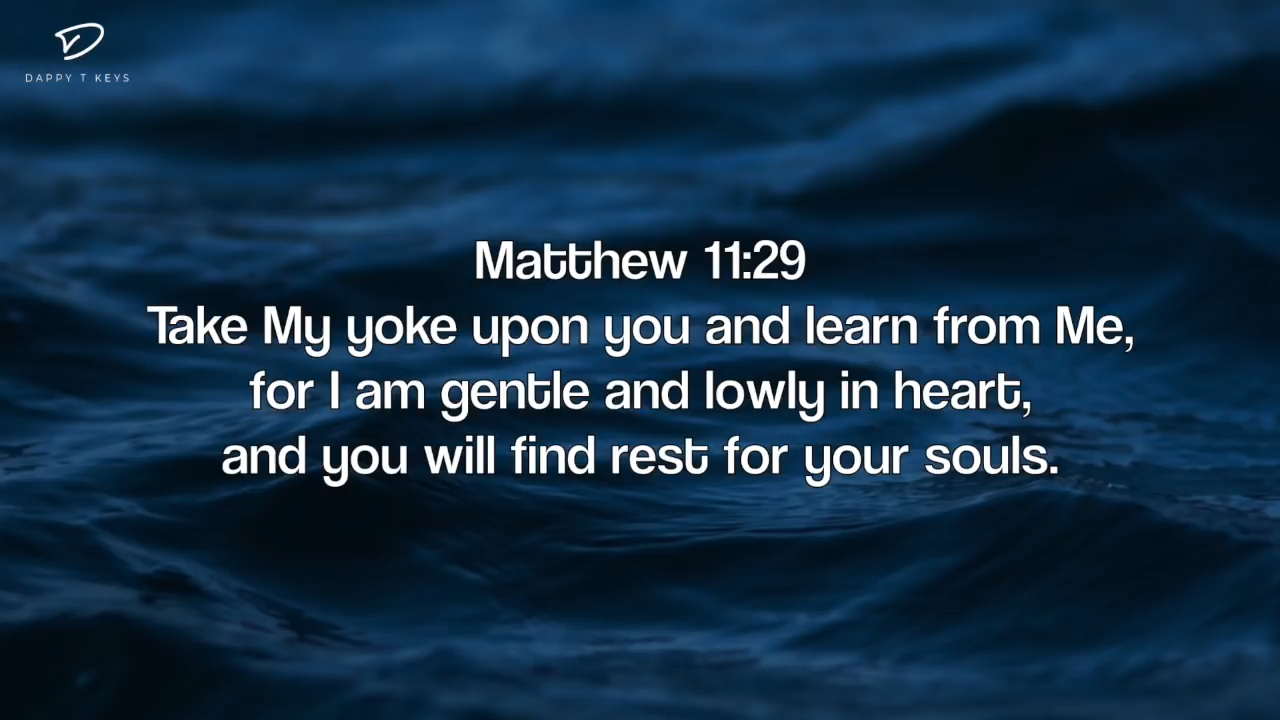 DAPPY T KEYS
Matthew 11:29
Take My yoke upon you and learn from Me,
for I am gentle and lowly in heart,
and you will find rest for your souls.